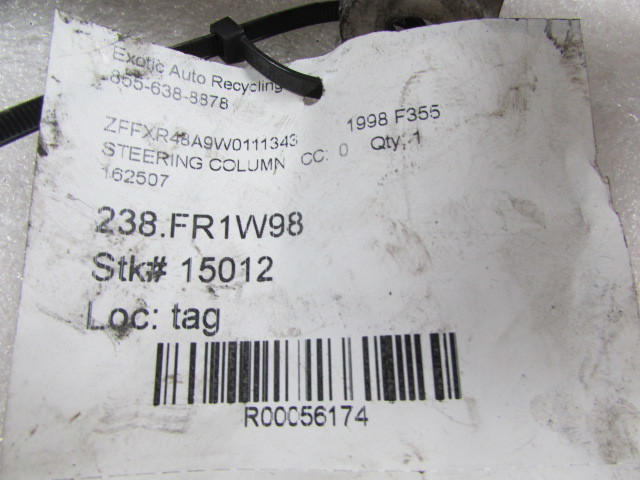 Exotic Auto Recycling
855-638-8878
ZFFXR48A9W0111343 1998 F355
STEERING COLUMN CC: 0 Qty: 1
162507
238.FR1W98
Stk# 15012
Loc: tag
R00056174